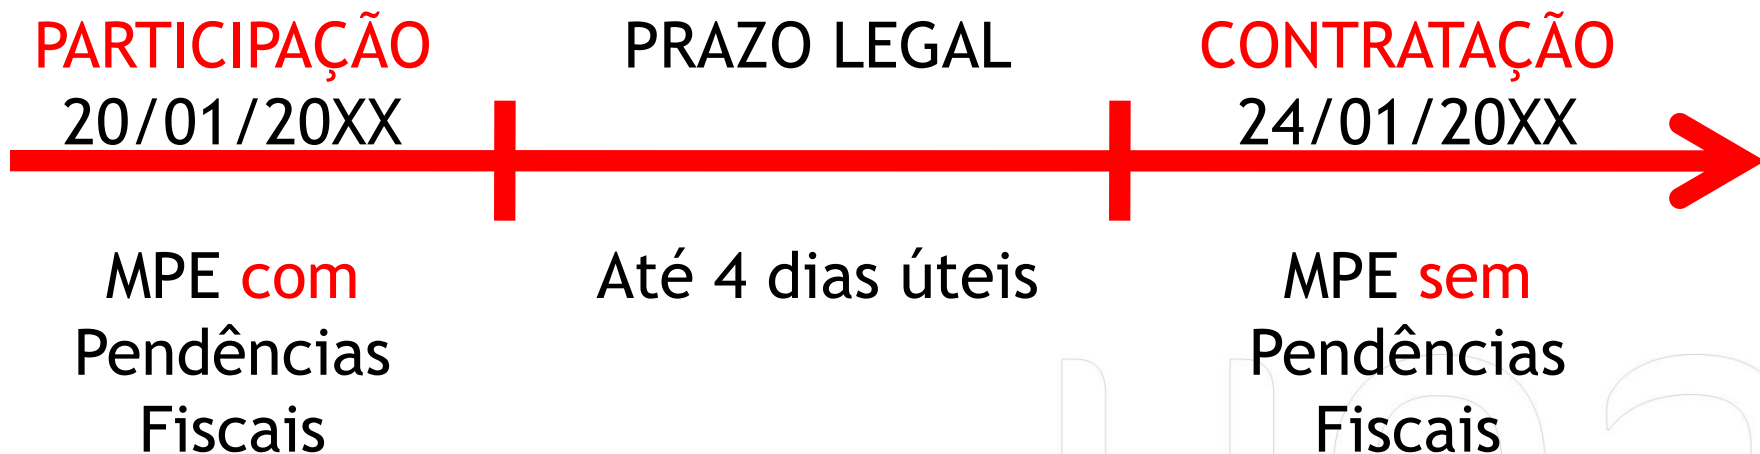 PARTICIPAÇÃO
20/01/20XX
PRAZO LEGAL
CONTRATAÇÃO
24/01/20XX
MPE com
Pendências
Fiscais
Até 4 dias úteis
MPE sem
Pendências
Fiscais